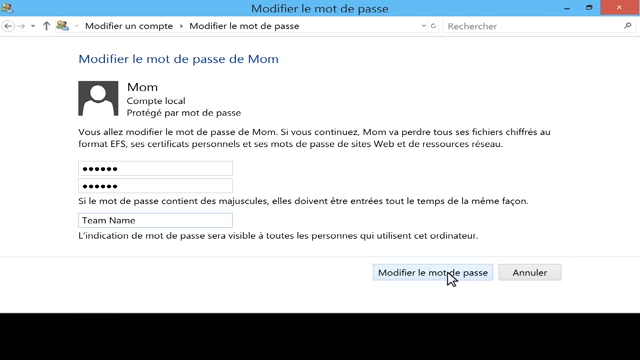 Modifier le mot de passe
Modifier un compte Modifier le mot de passe Rechercher
Modifier le mot de passe de Mom
Mom
Compte local
Protégé par mot de passe
Vous allez modifier le mot de passe de Mom. Si vous continuez, Mom va perdre tous ses fichiers chiffrés au
format EFS, ses certificats personnels et ses mots de passe de sites Web et de ressources réseau.
●●●●●●
●●●●●●
Si le mot de passe contient des majuscules, elles doivent être entrées tout le temps de la même façon.
Team Name
L'indication de mot de passe sera visible à toutes les personnes qui utilisent cet ordinateur.
Modifier le mot de passe Annuler